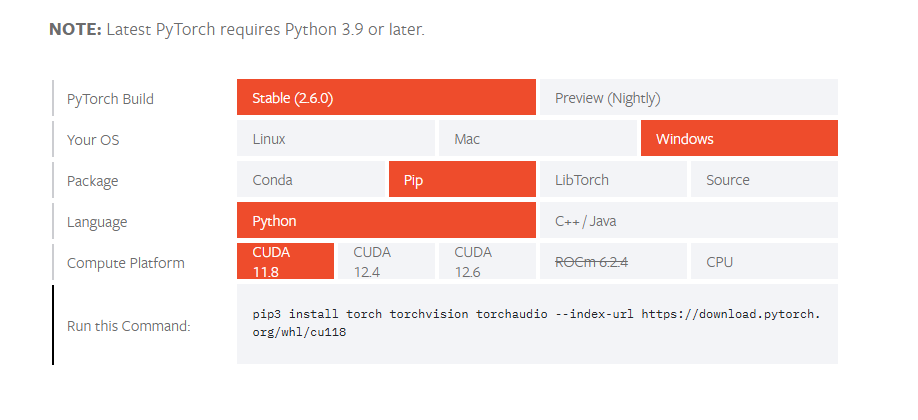 NOTE: Latest PyTorch requires Python 3.9 or later.
PyTorch Build
Stable (2.6.0)
Preview (Nightly)
Your OS
Linux
Mac
Windows
Package
Conda
Pip
LibTorch
Source
Language
Python
C++ / Java
Compute Platform
CUDA
11.8
CUDA
12.4
CUDA
12.6
ROCm 6.2.4
CPU
Run this Command:
pip3 install torch torchvision torchaudio --index-url https://download.pytorch.
org/whl/cu118